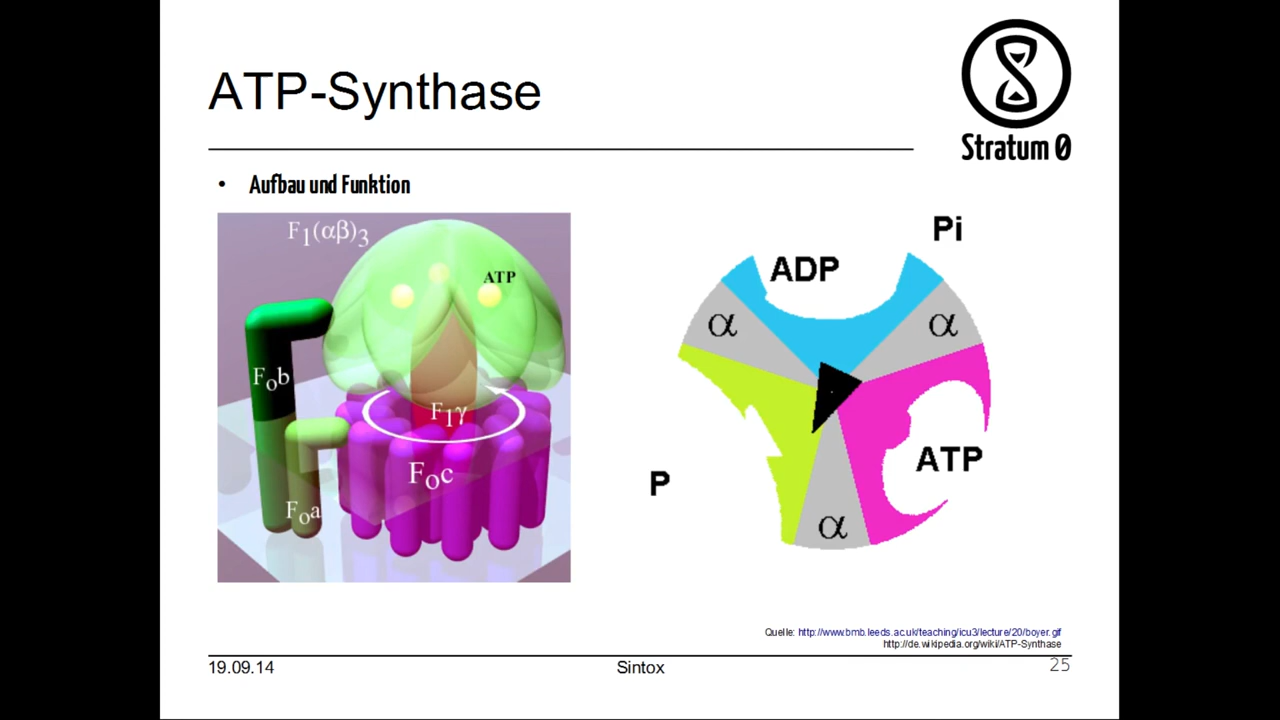 ATP-Synthase
Stratum 0
• Aufbau und Funktion
F1(αβ)3
ATP
Fob
F1γ
Foc
Foa
Pi
ADP
α
α
ATP
P
α
Quelle: http://www.bmb.leeds.ac.uk/teaching/icu3/lecture/20/boyer.gif
http://de.wikipedia.org/wiki/ATP-Synthase
19.09.14 Sintox 25